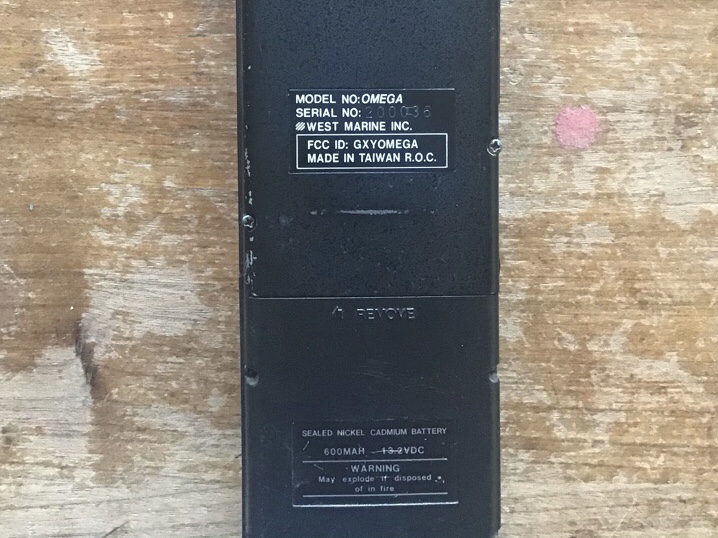 MODEL NO: OMEGA
SERIAL NO: 200036
WEST MARINE INC.
FCC ID: GXYOMEGA
MADE IN TAIWAN R.O.C.
REMOVE
SEALED NICKEL CADMIUM BATTERY
600MAH 13.2VDC
WARNING
May explode if disposed
of in fire